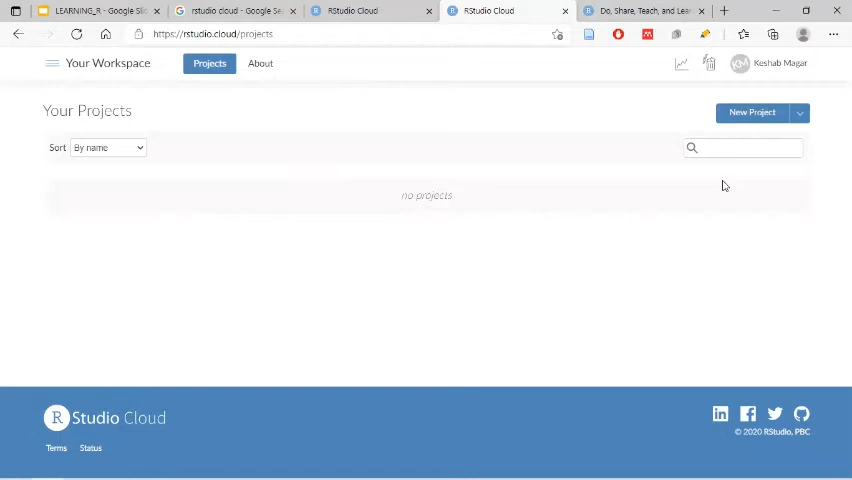 LEARNING_R - Google Slid
rstudio cloud - Google Se
RStudio Cloud
RStudio Cloud
Do, Share, Teach, and Lear
https://rstudio.cloud/projects
Your Workspace
Projects
About
KM
Keshab Magar
Your Projects
New Project
Sort
By name
no projects
R Studio Cloud
Terms
Status
© 2020 RStudio, PBC